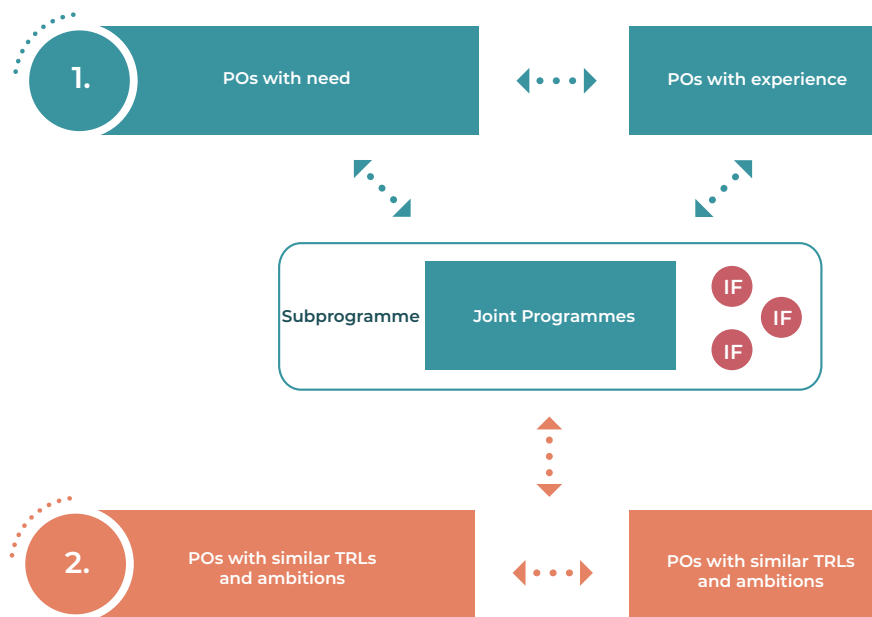 1.
POs with need
POs with experience
Subprogramme
Joint Programmes
IF
IF
IF
2.
POs with similar TRLs
and ambitions
POs with similar TRLs
and ambitions